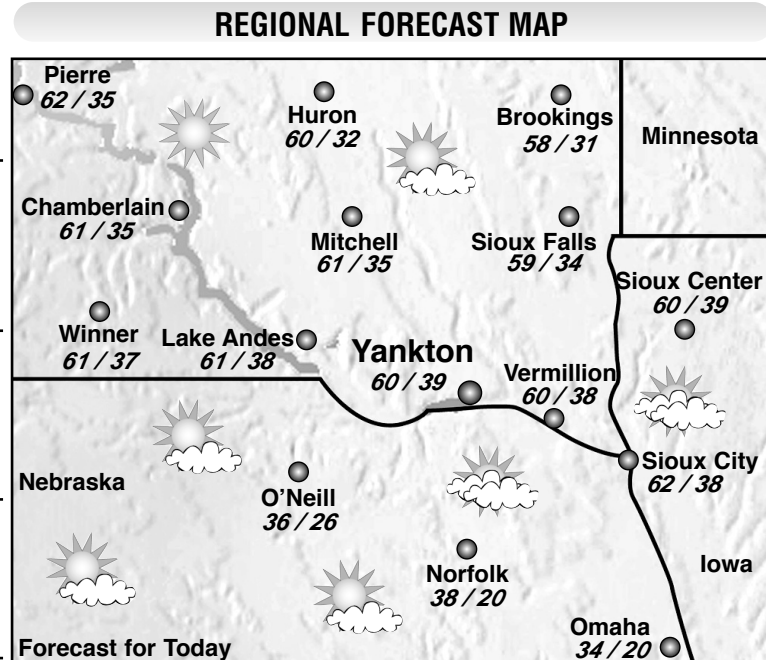 REGIONAL FORECAST MAP
Pierre
62 / 35
Huron
60 / 32
Brookings
58 / 31
Minnesota
Chamberlain
61 / 35
Mitchell
61 / 35
Sioux Falls
59 / 34
Sioux Center
60 / 39
Winner
61 / 37
Lake Andes
61 / 38
Yankton
60 / 39
Vermillion
60 / 38
Nebraska
O'Neill
36 / 26
Sioux City
62 / 38
Norfolk
38 / 20
Iowa
Omaha
34 / 20
Forecast for Today